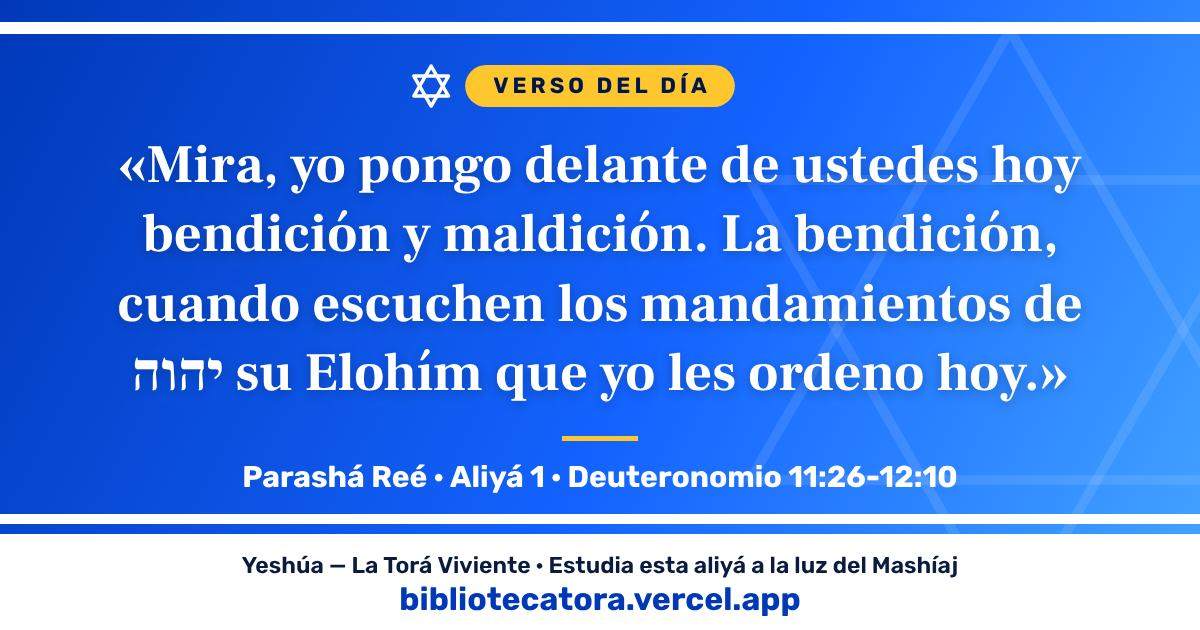 VERSO DEL DÍA
«Mira, yo pongo delante de ustedes hoy
bendición y maldición. La bendición,
cuando escuchen los mandamientos de
יהוה su Elohím que yo les ordeno hoy.»
Parashá Reé • Aliyá 1 • Deuteronomio 11:26-12:10
Yeshúa — La Torá Viviente • Estudia esta aliyá a la luz del Mashíaj
bibliotecatora.vercel.app